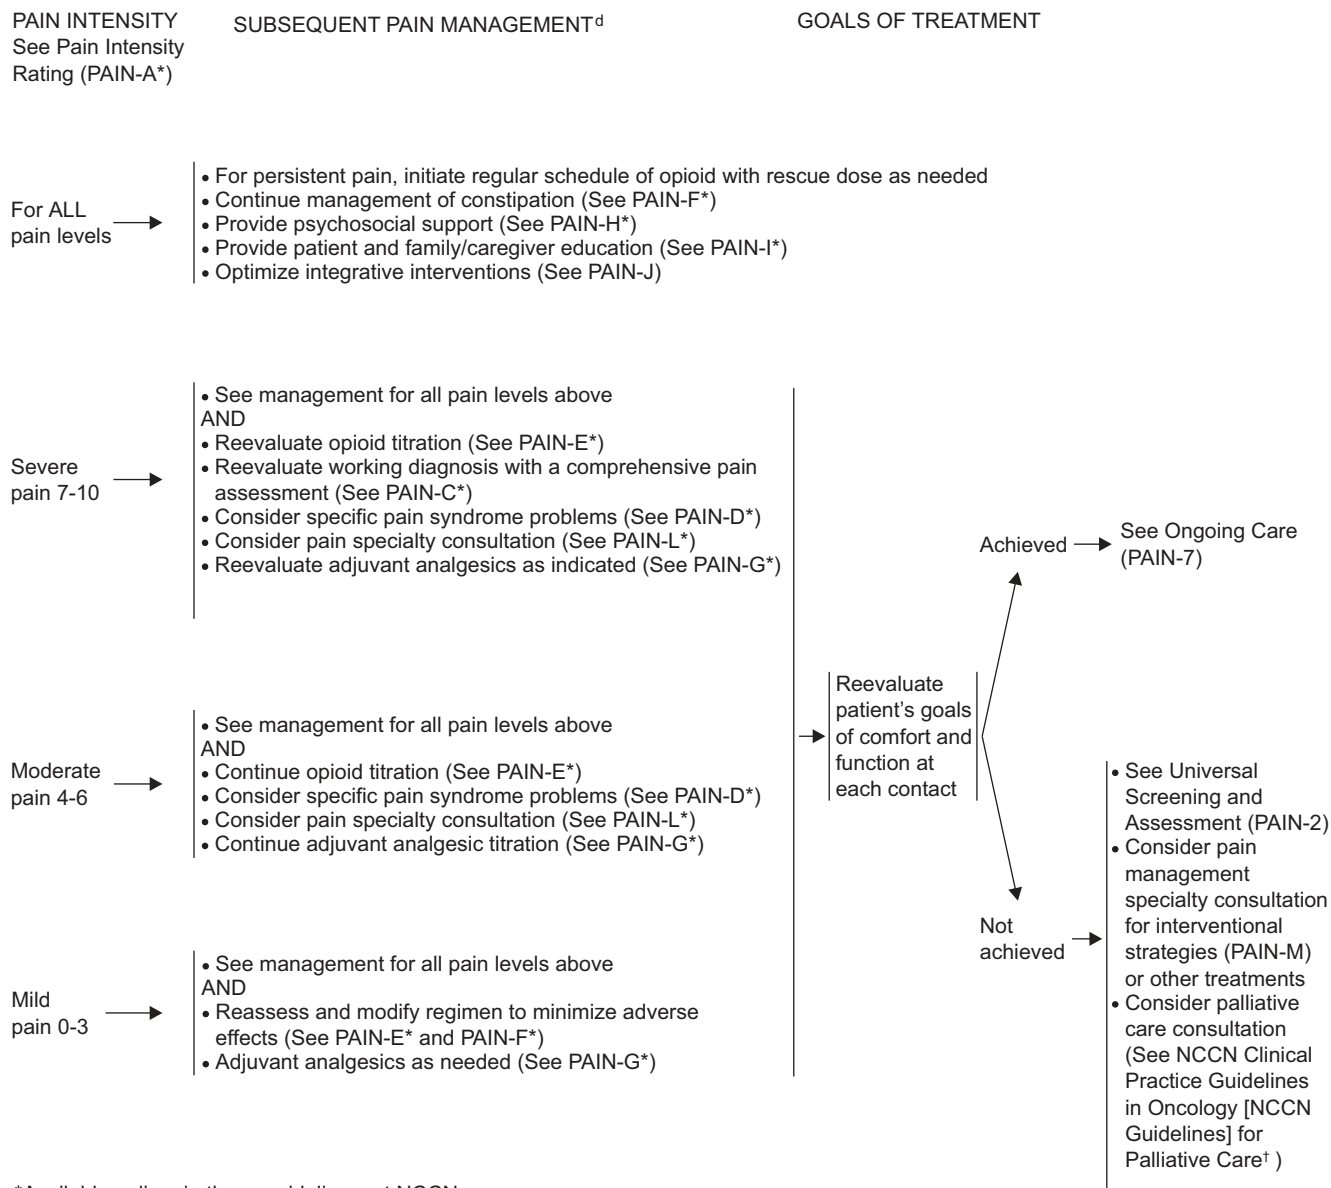 PAIN INTENSITY
See Pain Intensity
Rating (PAIN-A*)
SUBSEQUENT PAIN MANAGEMENTᵈ
GOALS OF TREATMENT
For ALL
pain levels
• For persistent pain, initiate regular schedule of opioid with rescue dose as needed
• Continue management of constipation (See PAIN-F*)
• Provide psychosocial support (See PAIN-H*)
• Provide patient and family/caregiver education (See PAIN-I*)
• Optimize integrative interventions (See PAIN-J)
Severe
pain 7-10
• See management for all pain levels above
AND
• Reevaluate opioid titration (See PAIN-E*)
• Reevaluate working diagnosis with a comprehensive pain
assessment (See PAIN-C*)
• Consider specific pain syndrome problems (See PAIN-D*)
• Consider pain specialty consultation (See PAIN-L*)
• Reevaluate adjuvant analgesics as indicated (See PAIN-G*)
Moderate
pain 4-6
• See management for all pain levels above
AND
• Continue opioid titration (See PAIN-E*)
• Consider specific pain syndrome problems (See PAIN-D*)
• Consider pain specialty consultation (See PAIN-L*)
• Continue adjuvant analgesic titration (See PAIN-G*)
Mild
pain 0-3
• See management for all pain levels above
AND
• Reassess and modify regimen to minimize adverse
effects (See PAIN-E* and PAIN-F*)
• Adjuvant analgesics as needed (See PAIN-G*)
Reevaluate
patient's goals
of comfort and
function at
each contact
Achieved
See Ongoing Care
(PAIN-7)
Not
achieved
• See Universal
Screening and
Assessment (PAIN-2)
• Consider pain
management
specialty consultation
for interventional
strategies (PAIN-M)
or other treatments
• Consider palliative
care consultation
(See NCCN Clinical
Practice Guidelines
in Oncology [NCCN
Guidelines] for
Palliative Care† )